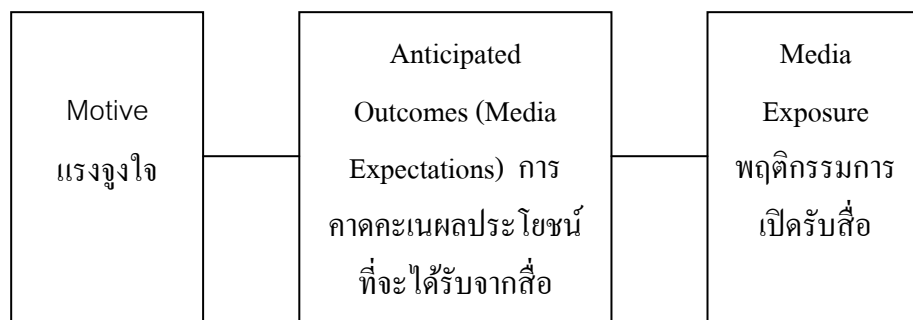 Motive
แรงจูงใจ
Anticipated
Outcomes (Media
Expectations) การ
คาดคะเนผลประโยชน์
ที่จะได้รับจากสื่อ
Media
Exposure
พฤติกรรมการ
เปิดรับสื่อ